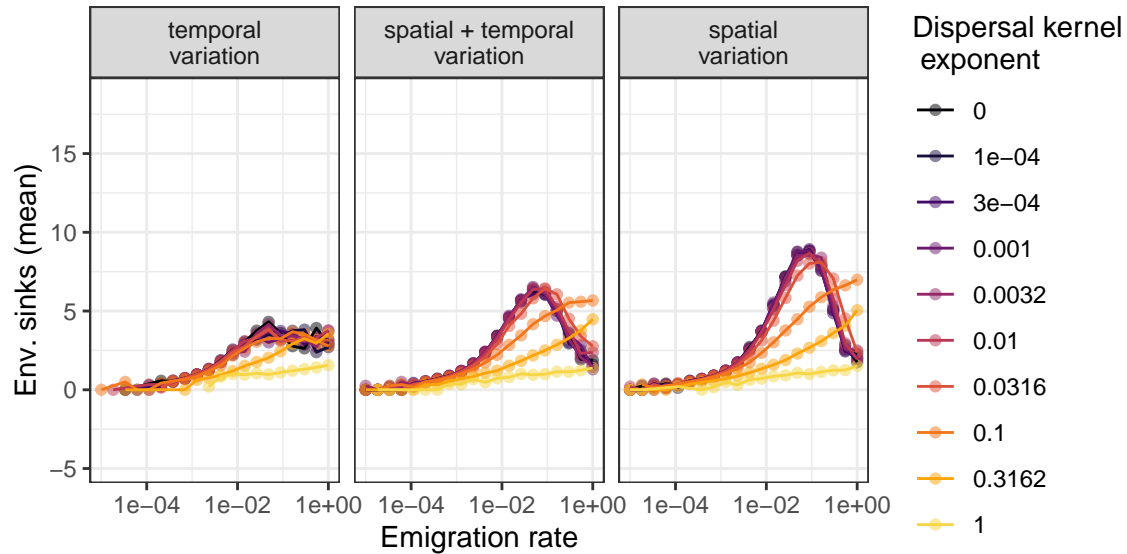 temporal
variation
spatial + temporal
variation
spatial
variation
Env. sinks (mean)
15
10
5
0
−5
1e−04
1e−02
1e+00
1e−04
1e−02
1e+00
1e−04
1e−02
1e+00
Emigration rate
Dispersal kernel
exponent
0
1e−04
3e−04
0.001
0.0032
0.01
0.0316
0.1
0.3162
1